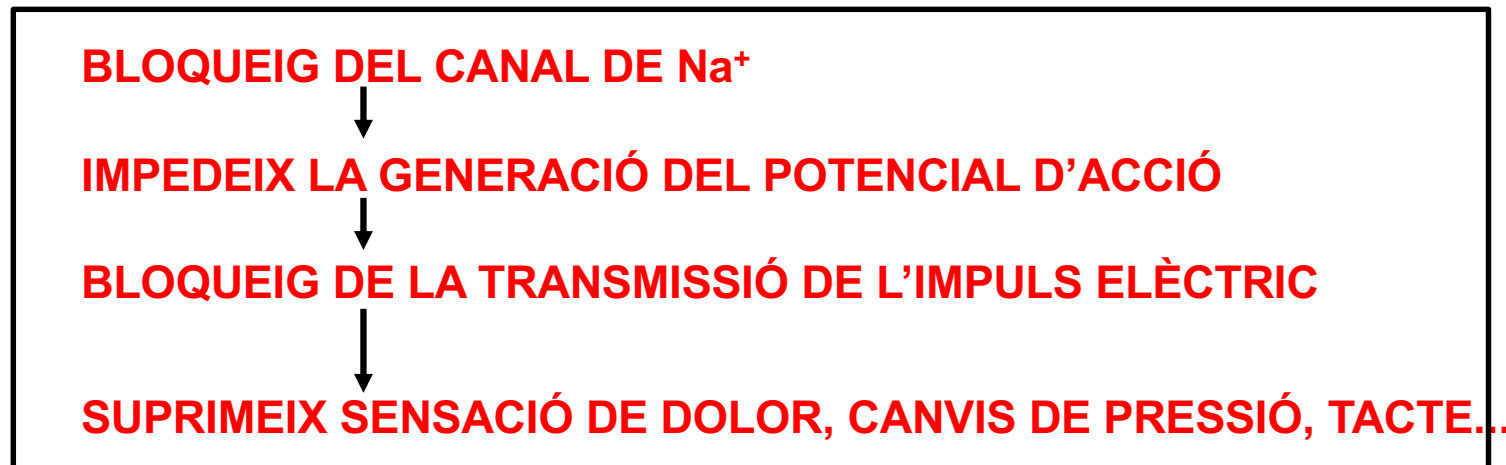 BLOQUEIG DEL CANAL DE Na⁺
IMPEDEIX LA GENERACIÓ DEL POTENCIAL D’ACCIÓ
BLOQUEIG DE LA TRANSMISSIÓ DE L’IMPULS ELÈCTRIC
SUPRIMEIX SENSACIÓ DE DOLOR, CANVIS DE PRESSIÓ, TACTE...